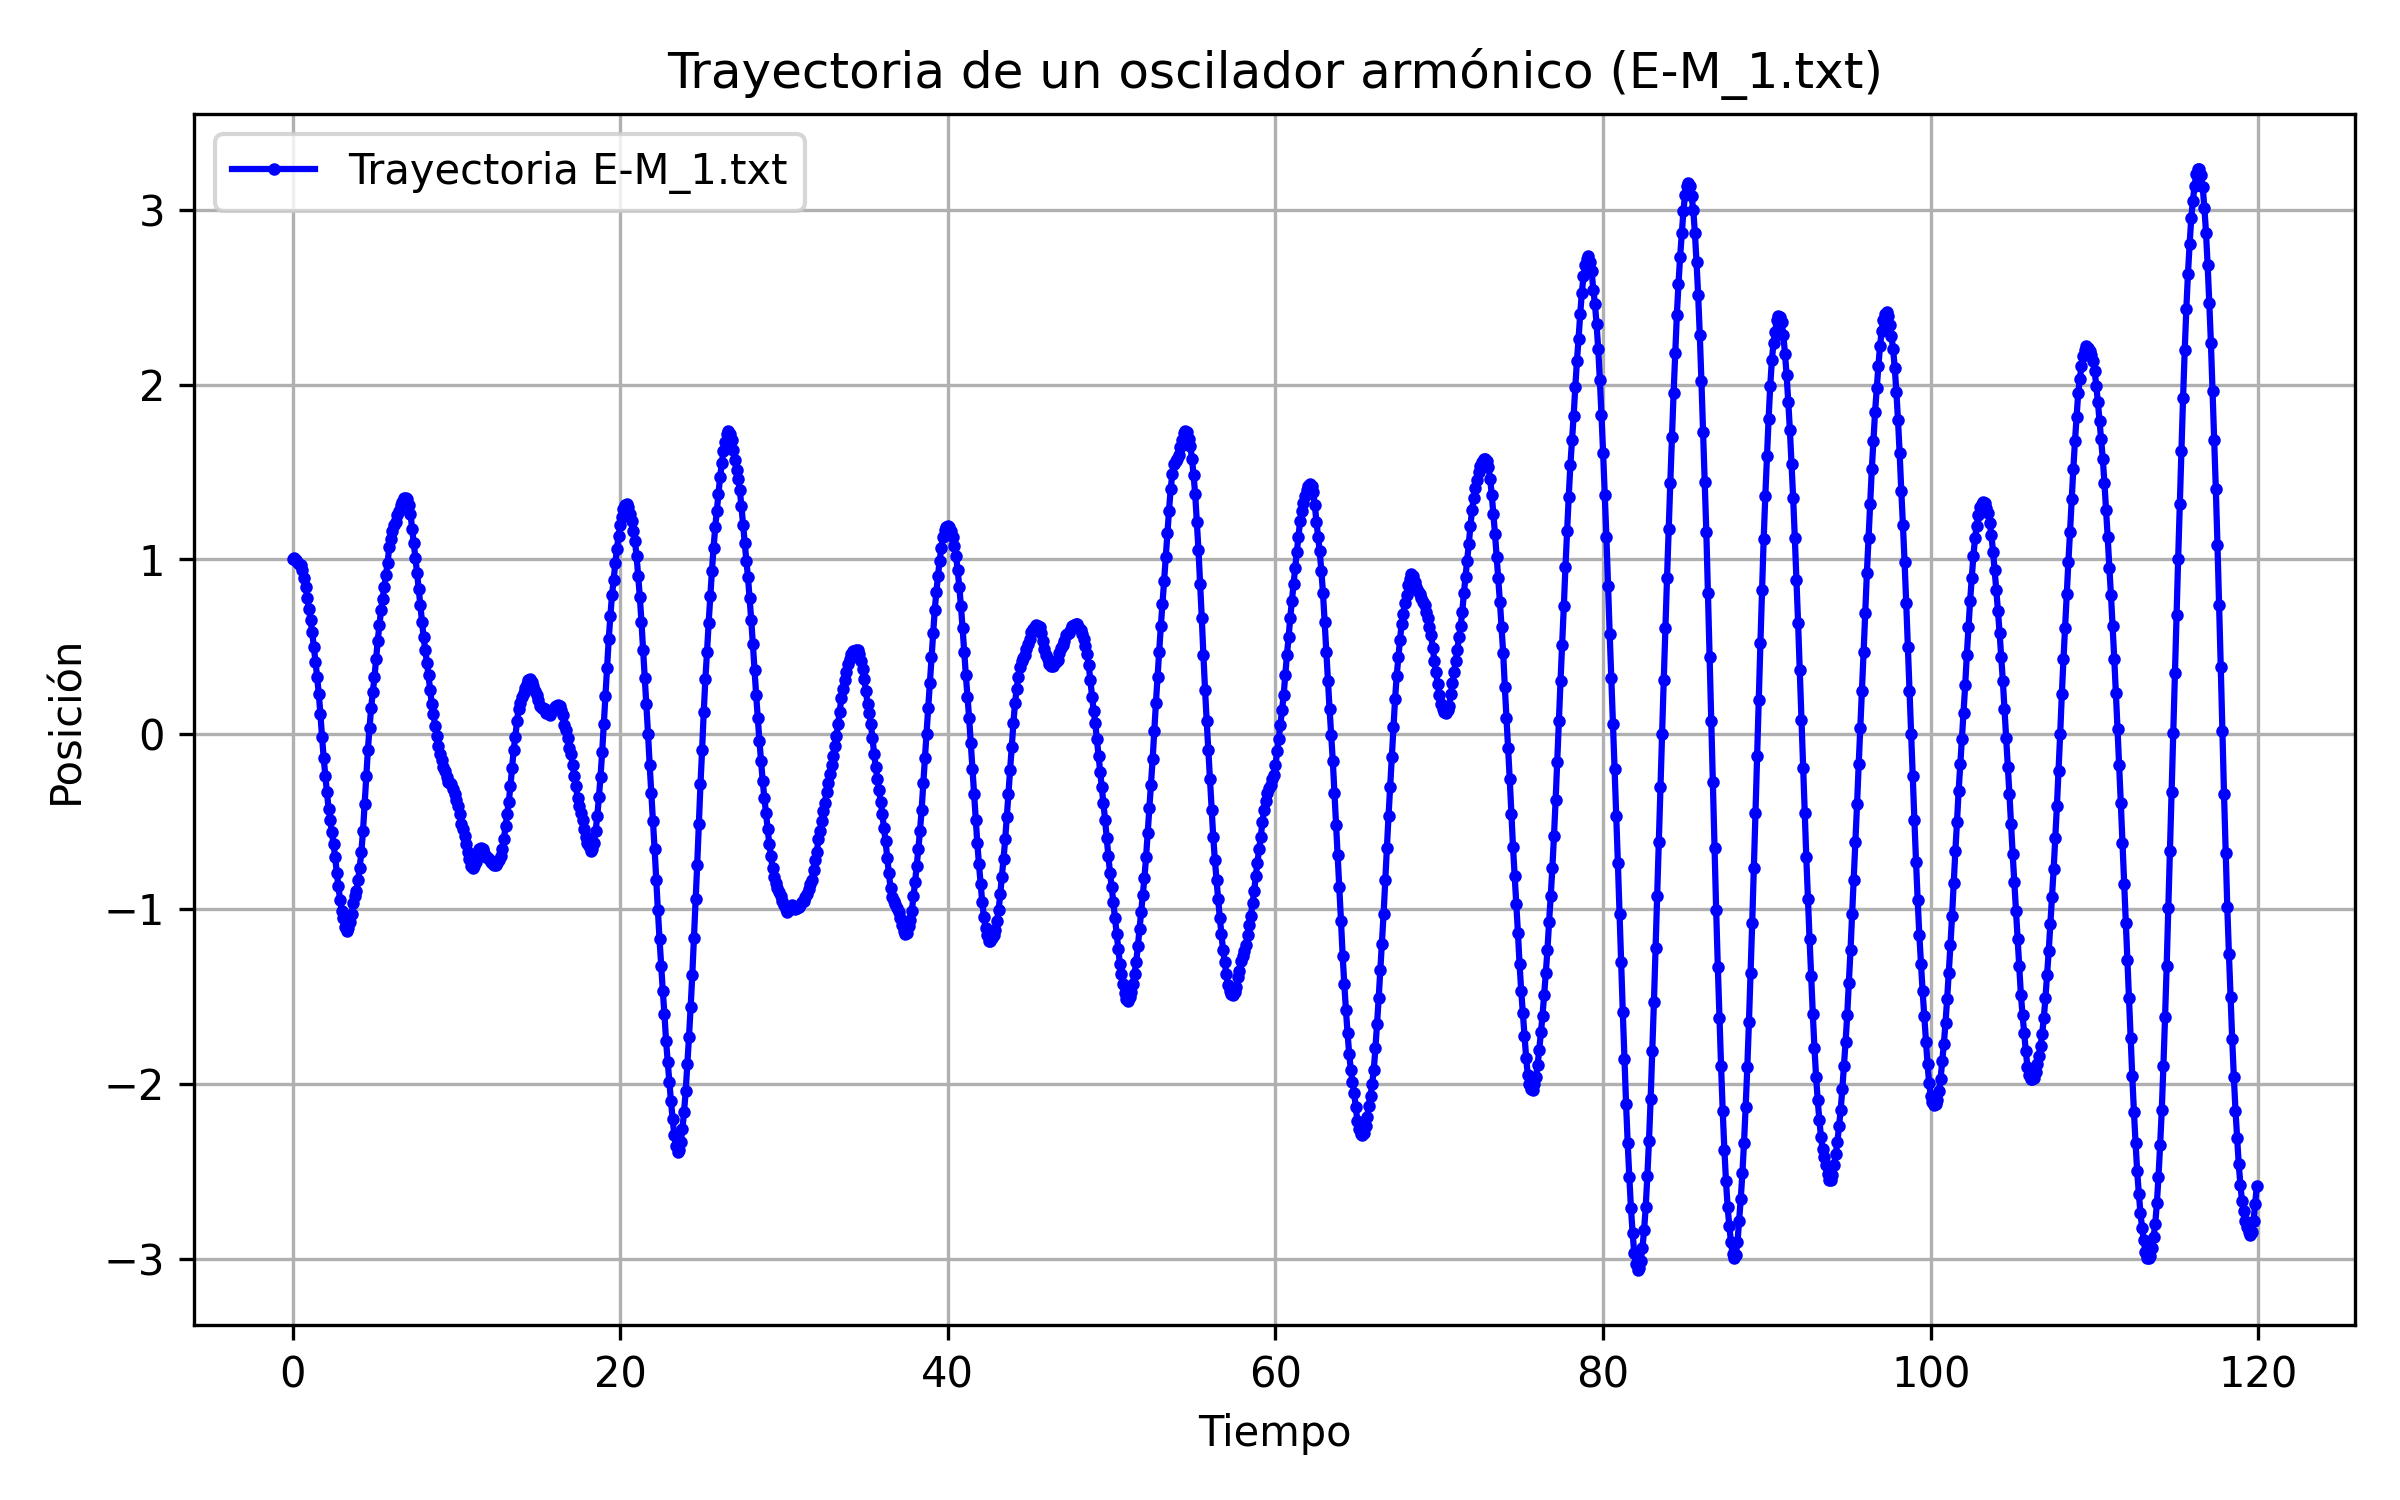 Trayectoria de un oscilador armónico (E-M_1.txt)
Trayectoria E-M_1.txt
Posición
3
2
1
0
−1
−2
−3
0 20 40 60 80 100 120
Tiempo